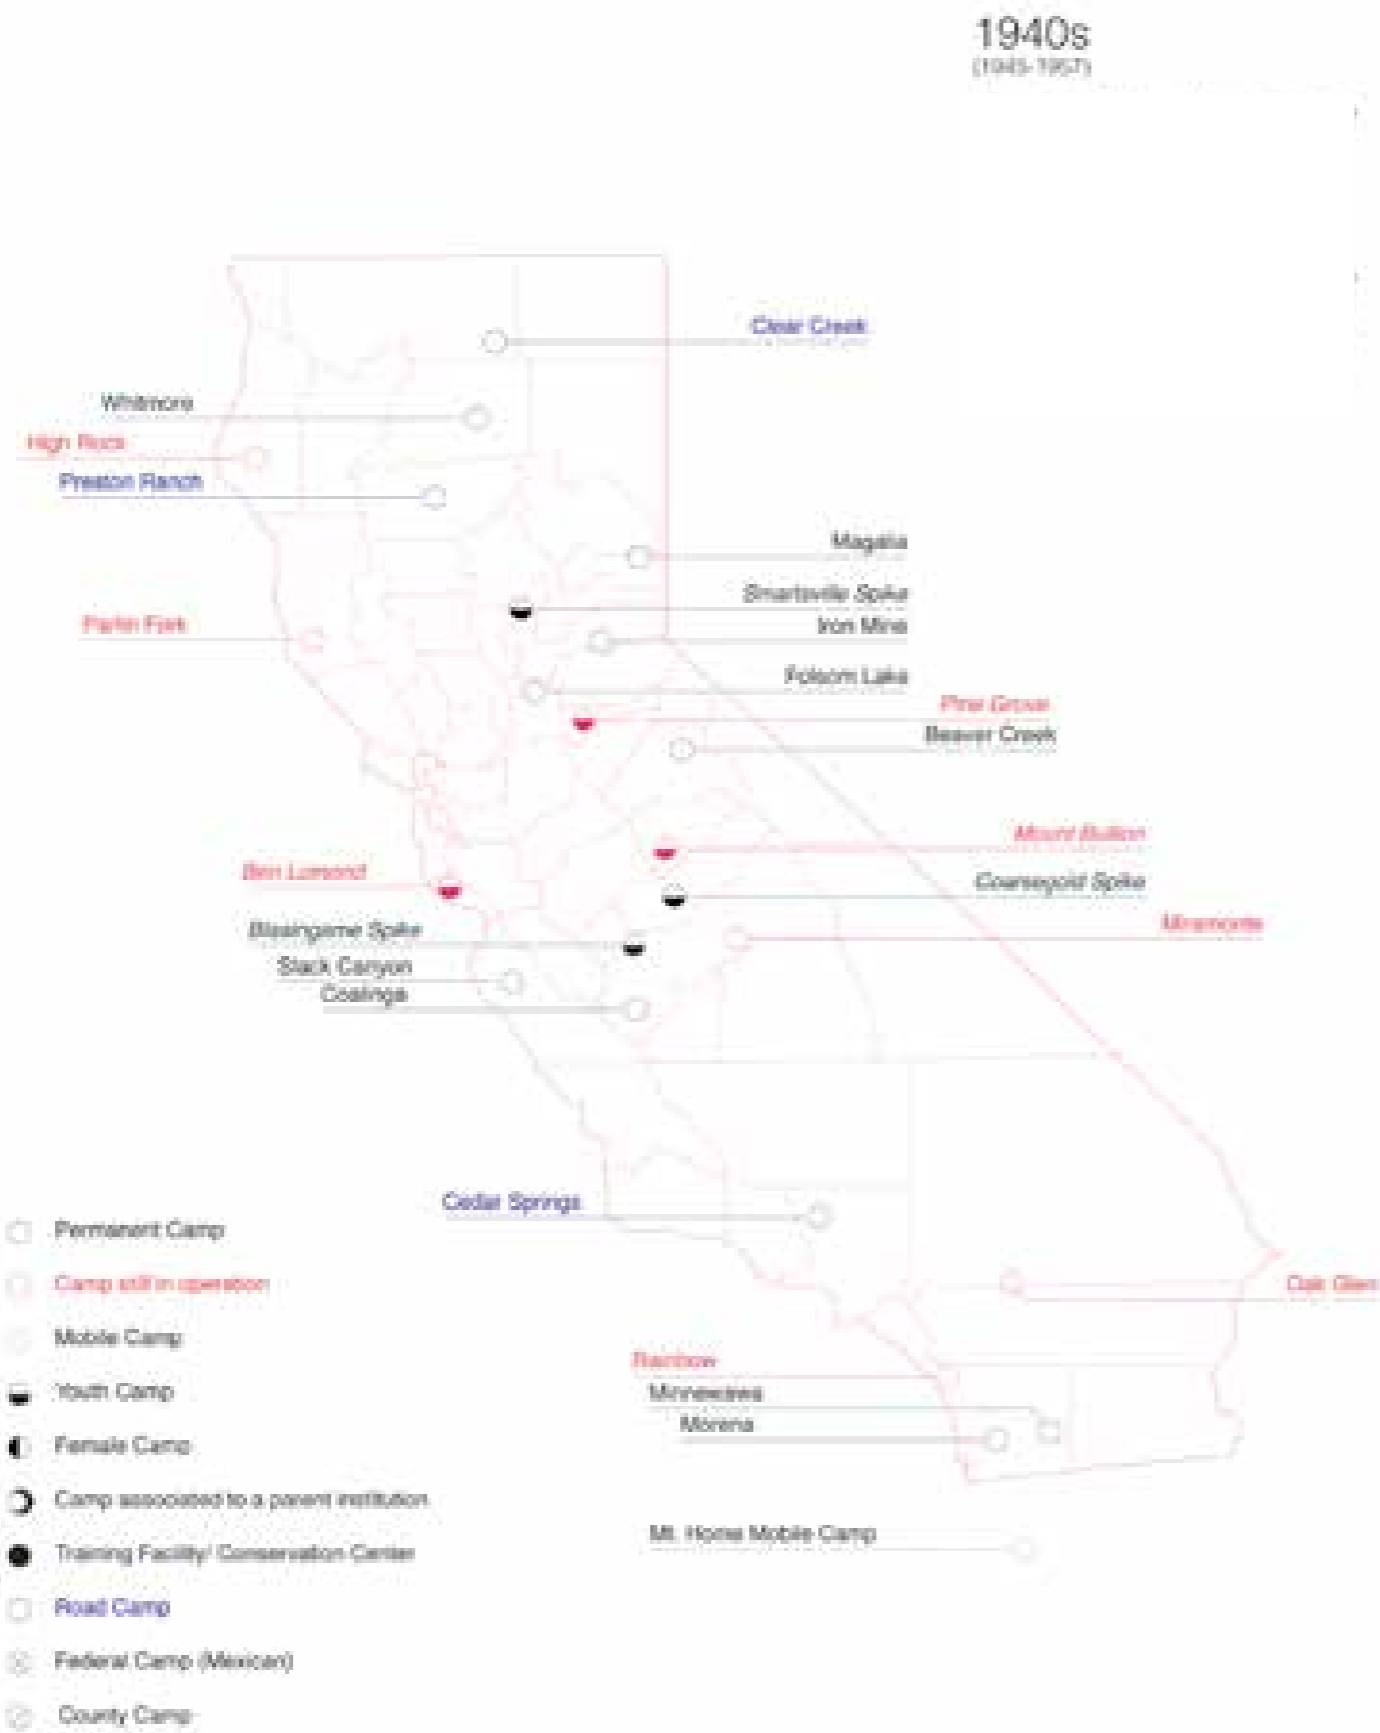 1940s
(1945-1957)
Clear Creek
Whitmore
High Rock
Preston Ranch
Magalia
Smartsville Spike
Iron Mine
Parlin Fork
Folsom Lake
Pine Grove
Beaver Creek
Mount Bullion
Ben Lomond
Coarsegold Spike
Miramonte
Blasingame Spike
Slack Canyon
Coalinga
Cedar Springs
Permanent Camp
Camp still in operation
Oak Glen
Mobile Camp
Rainbow
Youth Camp
Minnewawa
Morena
Female Camp
Camp associated to a parent institution
Mt. Home Mobile Camp
Training Facility/ Conservation Center
Road Camp
Federal Camp (Mexican)
County Camp